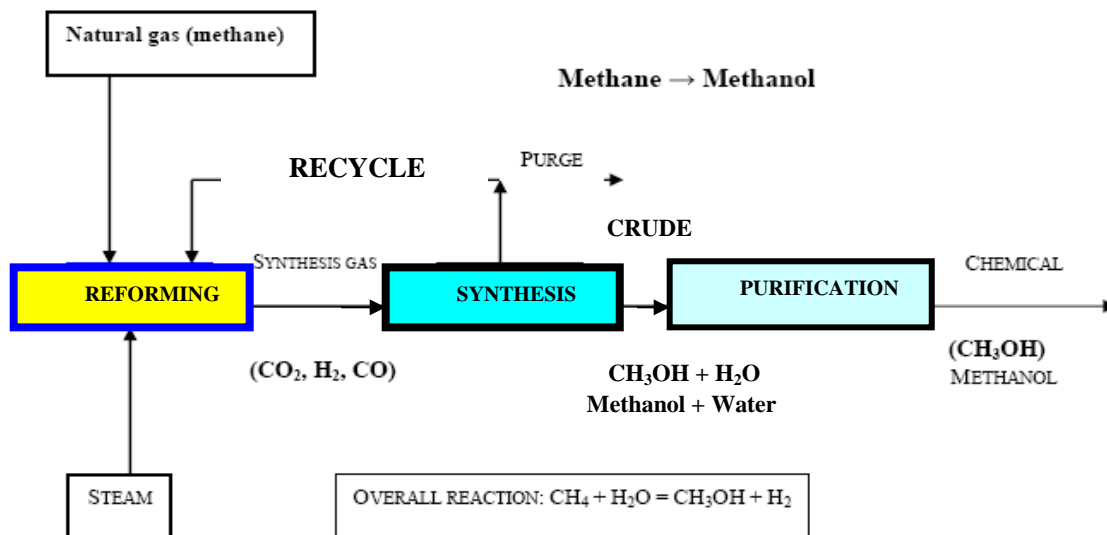 Natural gas (methane)
Methane → Methanol
RECYCLE
PURGE
CRUDE
SYNTHESIS GAS
CHEMICAL
REFORMING
SYNTHESIS
PURIFICATION
(CO₂, H₂, CO)
CH₃OH + H₂O
Methanol + Water
(CH₃OH)
METHANOL
STEAM
OVERALL REACTION: CH₄ + H₂O = CH₃OH + H₂